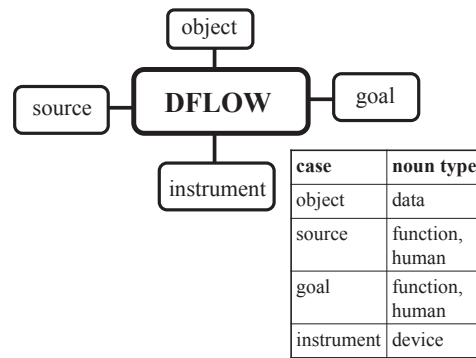 object
source
DFLOW
goal
instrument
case noun type
object data
source function,
human
goal function,
human
instrument device